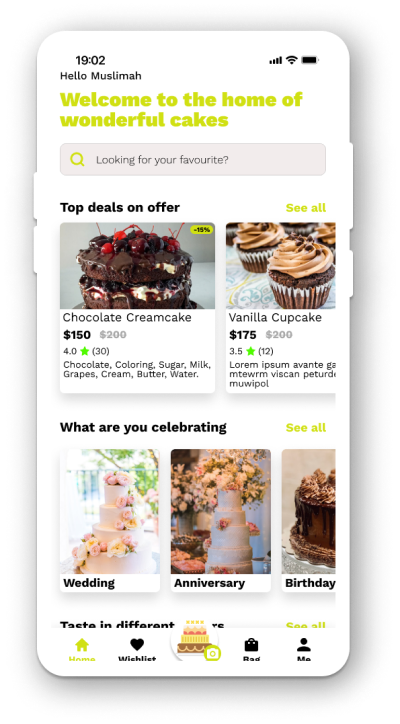 19:02
Hello Muslimah
Welcome to the home of
wonderful cakes
Looking for your favourite?
Top deals on offer
See all
-15%
Chocolate Creamcake
$150 $200
4.0 (30)
Chocolate, Coloring, Sugar, Milk,
Grapes, Cream, Butter, Water.
Vanilla Cupcake
$175 $200
3.5 (12)
Lorem ipsum avante ga
mtewrm viscan peturde
muwipol
What are you celebrating
See all
Wedding
Anniversary
Birthday
Taste in different rs
See all
Home
Wishlist
Bag
Me